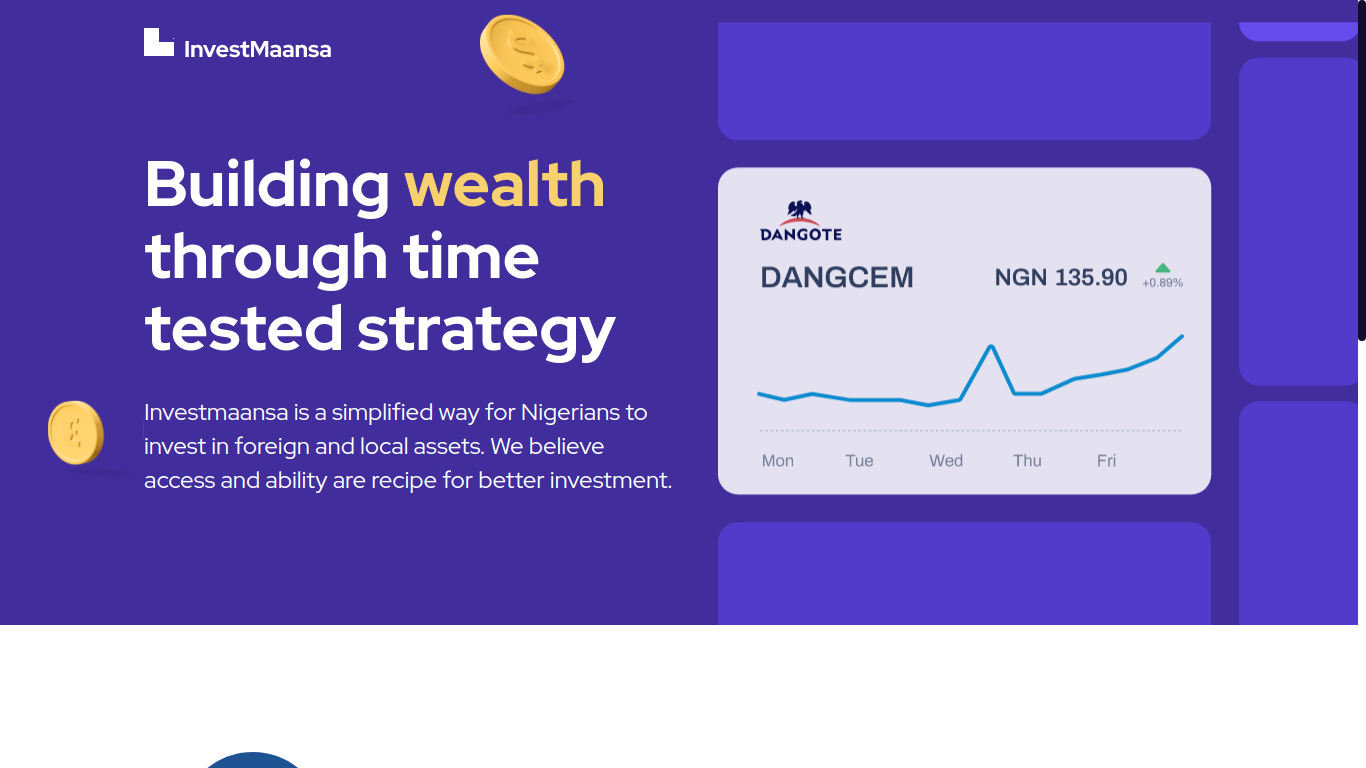 InvestMaansa
Building wealth
through time
tested strategy
Investmaansa is a simplified way for Nigerians to
invest in foreign and local assets. We believe
access and ability are recipe for better investment.
DANGOTE
DANGCEM
NGN 135.90
+0.89%
Mon Tue Wed Thu Fri